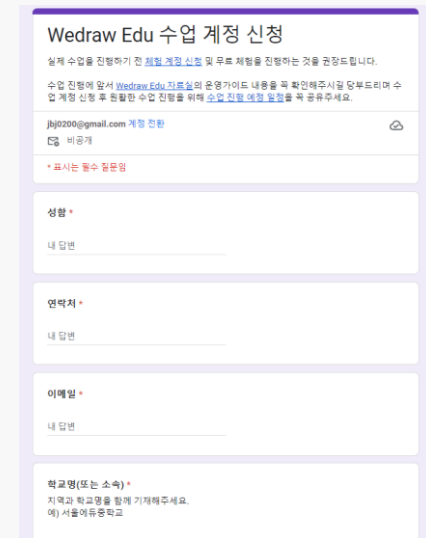 Wedraw Edu 수업 계정 신청
실제 수업을 진행하기 전 체험 계정 신청 및 무료 체험을 진행하는 것을 권장드립니다.
수업 진행에 앞서 Wedraw Edu 자료실의 운영가이드 내용을 꼭 확인해주시길 당부드리며 수
업 계정 신청 후 원활한 수업 진행을 위해 수업 진행 예정 일정을 꼭 공유주세요.
jbj0200@gmail.com 계정 전환
비공개
* 표시는 필수 질문임
성함 *
내 답변
연락처 *
내 답변
이메일 *
내 답변
학교명(또는 소속) *
지역과 학교명을 함께 기재해주세요.
예) 서울에듀중학교